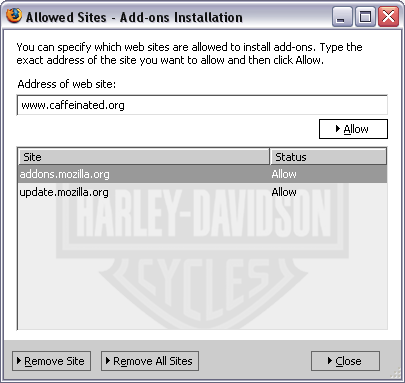 Allowed Sites - Add-ons Installation
You can specify which web sites are allowed to install add-ons. Type the
exact address of the site you want to allow and then click Allow.
Address of web site:
www.caffeinated.org
Allow
Site Status
addons.mozilla.org Allow
update.mozilla.org Allow
HARLEY-DAVIDSON
CYCLES
Remove Site Remove All Sites Close